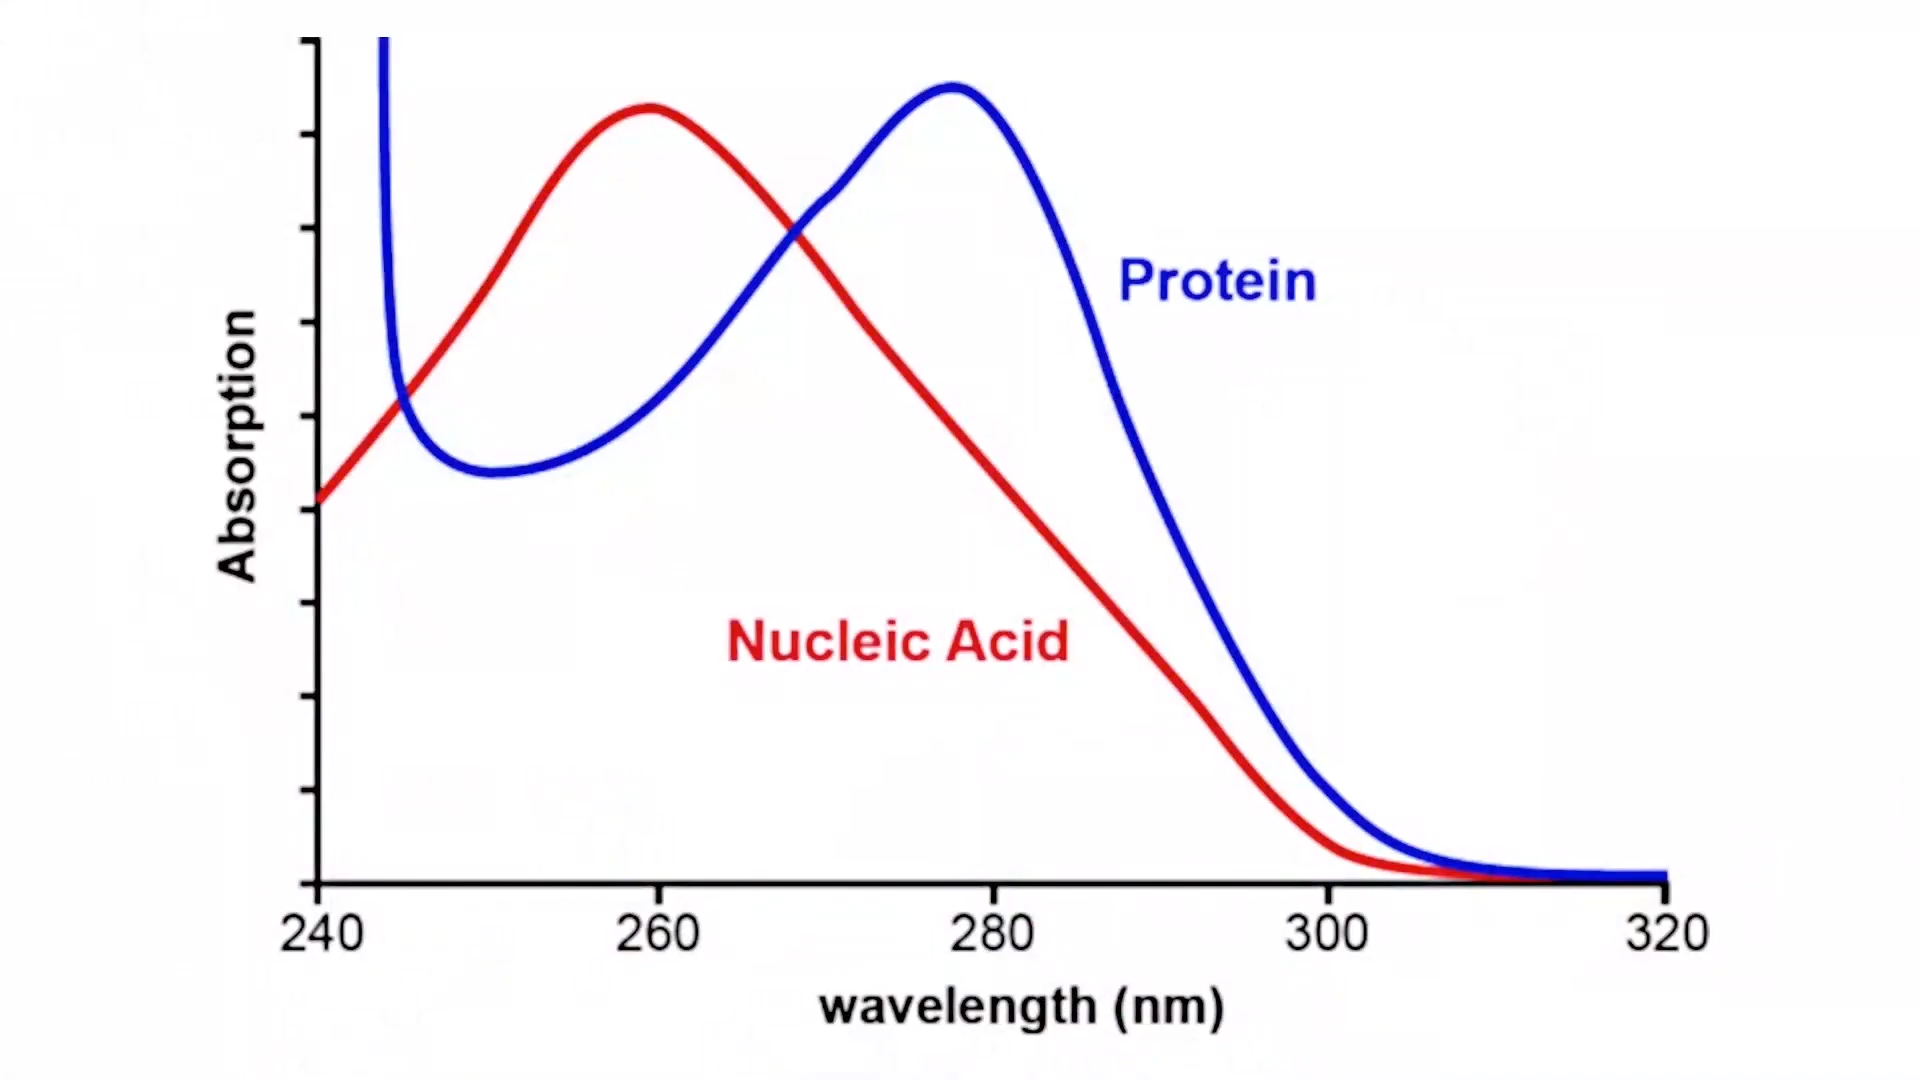 Protein
Absorption
Nucleic Acid
240 260 280 300 320
wavelength (nm)